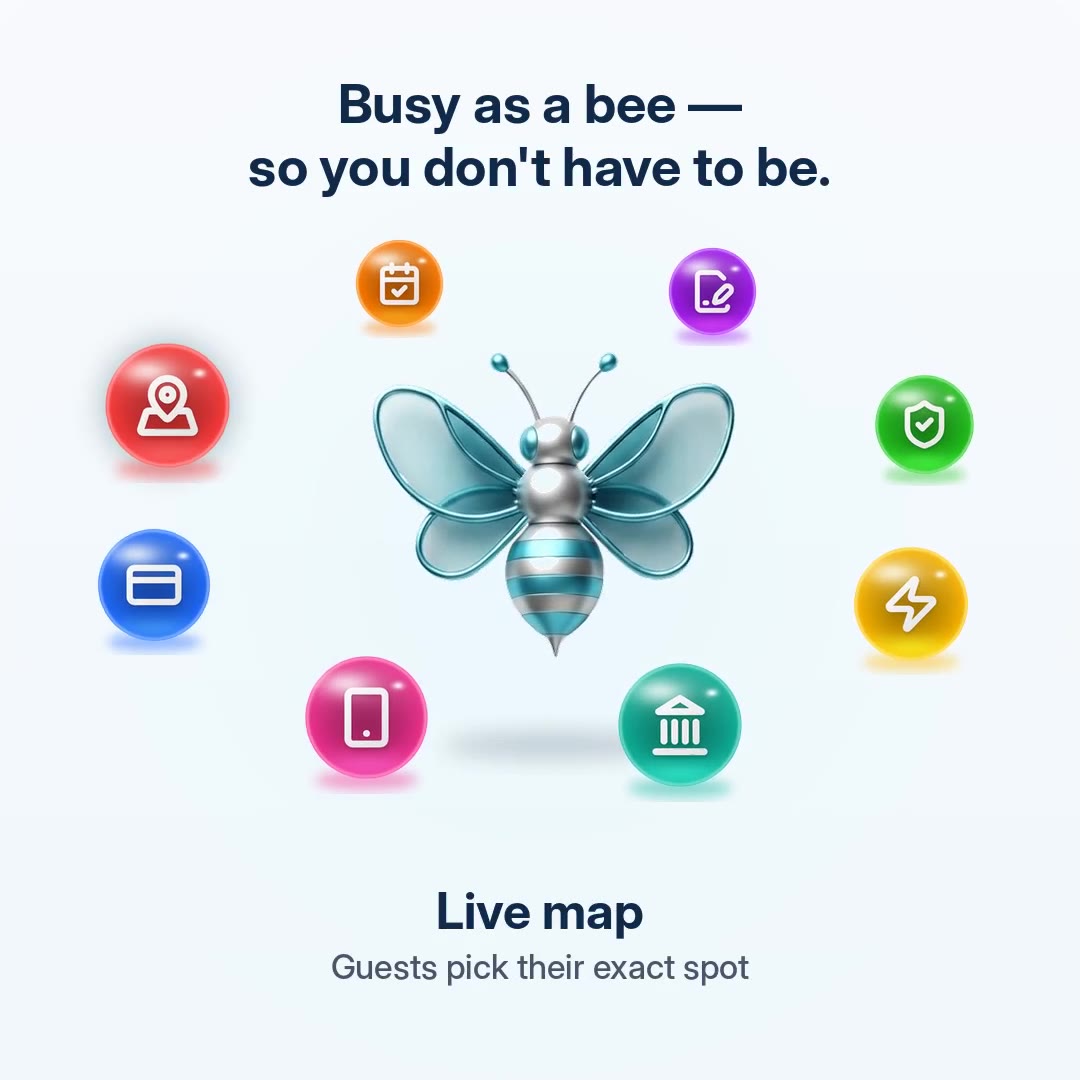 Busy as a bee —
so you don't have to be.
Live map
Guests pick their exact spot